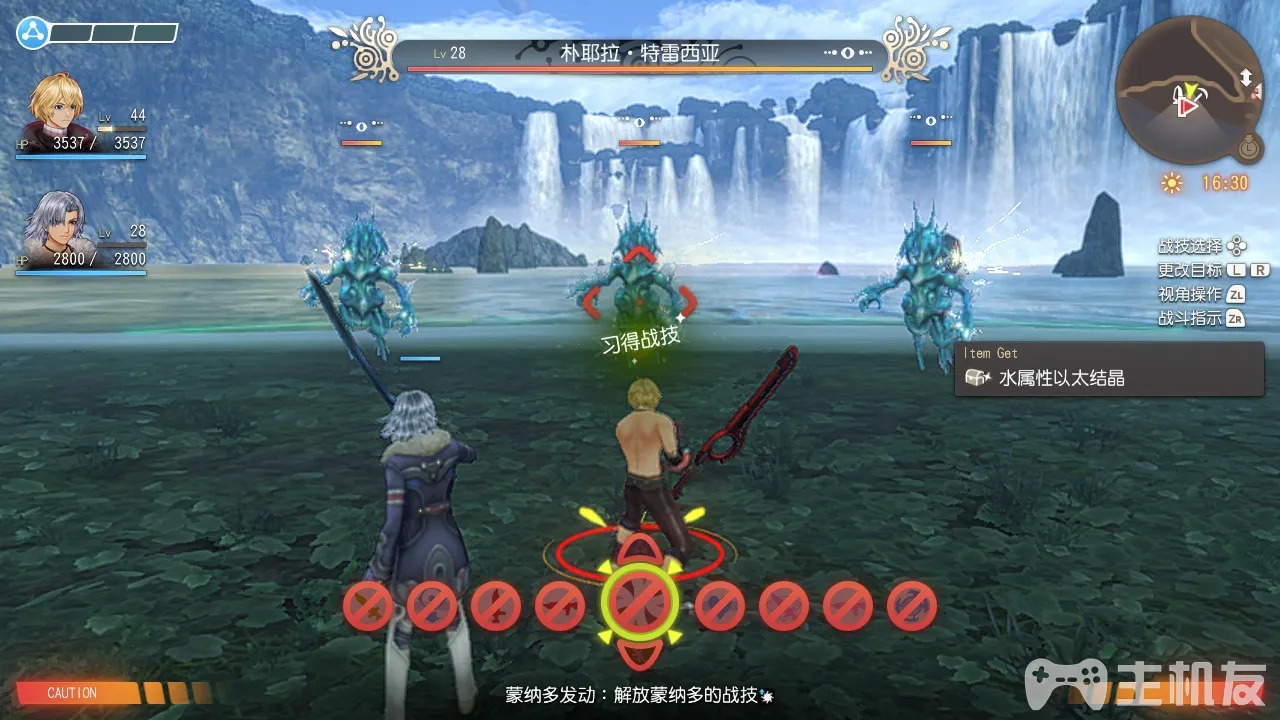 Lv 28 朴耶拉・特雷西亚
Lv 44
HP 3537 / 3537
Lv 28
HP 2800 / 2800
L
16:30
战技选择
更改目标 L R
视角操作 ZL
战斗指示 ZR
习得战技
Item Get
水属性以太结晶
CAUTION
蒙纳多发动：解放蒙纳多的战技
主机友